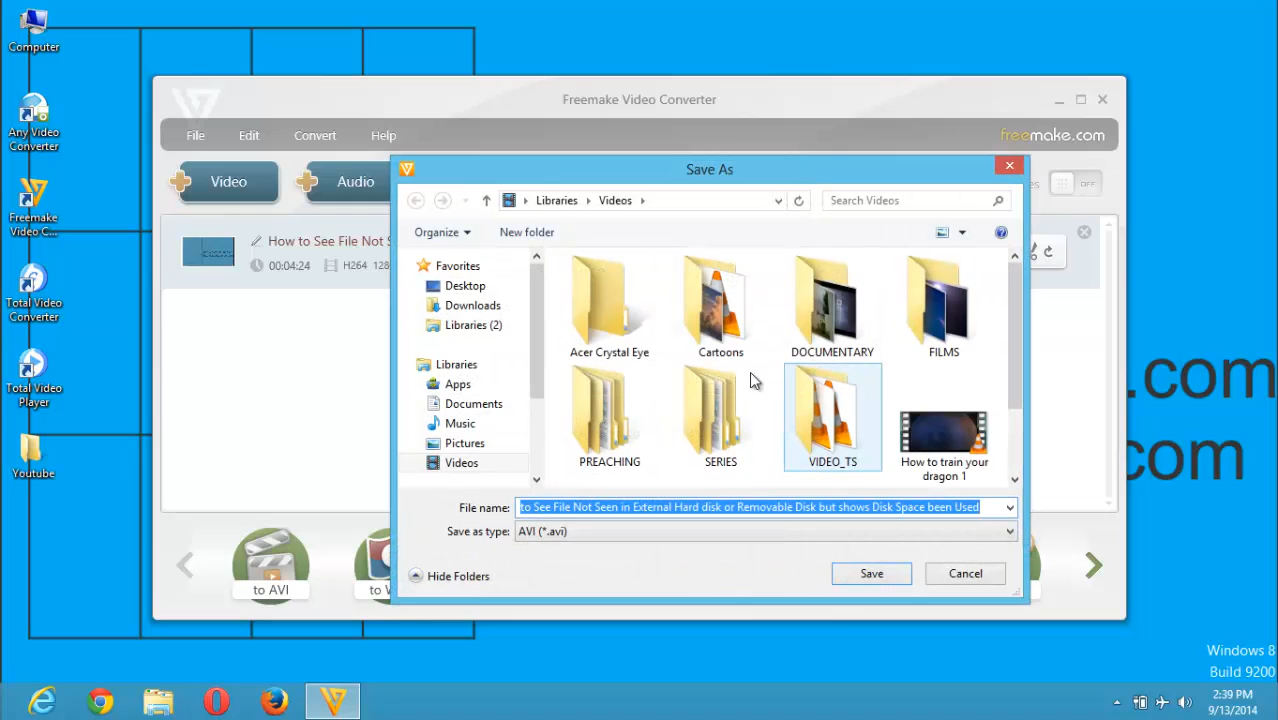 Computer
Any Video
Converter
Freemake
Video C...
Total Video
Converter
Total Video
Player
Youtube
Freemake Video Converter
File
Edit
Convert
Help
freemake.com
Video
Audio
OFF
How to See File Not S
00:04:24
H264
Save As
Libraries
Videos
Search Videos
Organize
New folder
Favorites
Desktop
Downloads
Libraries (2)
Libraries
Apps
Documents
Music
Pictures
Videos
Acer Crystal Eye
Cartoons
DOCUMENTARY
FILMS
PREACHING
SERIES
VIDEO_TS
How to train your
dragon 1
File name:
to See File Not Seen in External Hard disk or Removable Disk but shows Disk Space been Used
Save as type:
AVI (*.avi)
Hide Folders
Save
Cancel
to AVI
.com
com
Windows 8
Build 9200
2:39 PM
9/13/2014